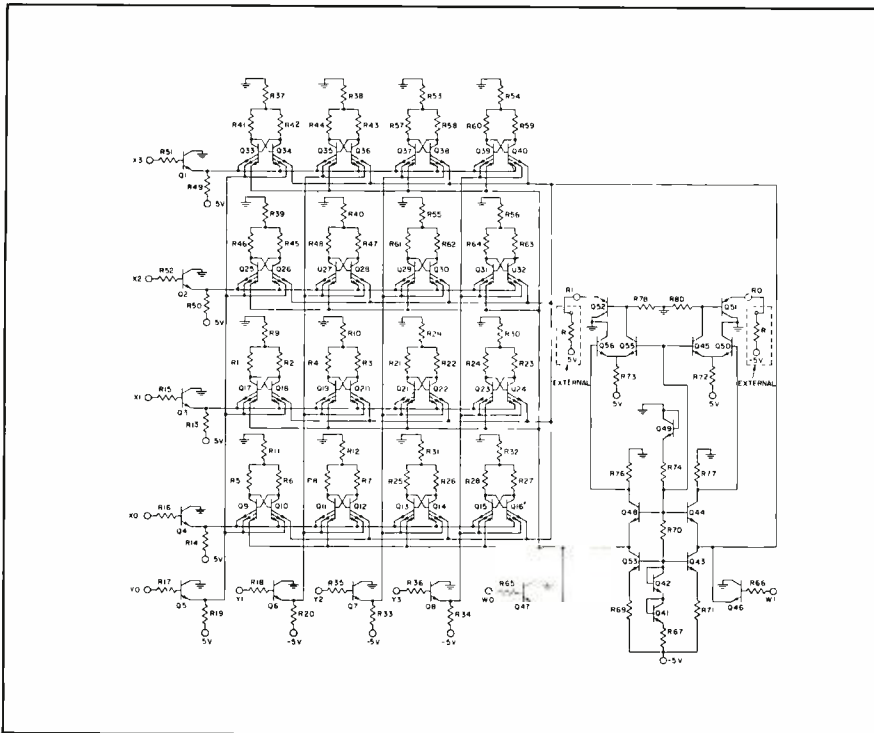 R37 R38 R53 R54
R41 R42 R44 R43 R57 R58 R60 R59
X3 R51 Q1 Q33 Q34 Q35 Q36 Q37 Q38 Q39 Q40
R49
5V
R39 R40 R55 R56
R46 R45 R48 R47 R61 R62 R64 R63
X2 R52 Q2 Q25 Q26 Q27 Q28 Q29 Q30 Q31 Q32
R50
5V
R1 Q52 R78 R80 Q51 R0
R 5V Q56 Q55 Q45 Q50 R -5V
EXTERNAL R73 R72 EXTERNAL
5V 5V
R9 R10 R24 R30
R1 R2 R4 R3 R21 R22 R24 R23
X1 R15 Q3 Q17 Q18 Q19 Q20 Q21 Q22 Q23 Q24
R13
5V
Q49
R11 R12 R31 R32
R5 R6 R8 R7 R25 R26 R28 R27
R76 R74 R77
X0 R16 Q4 Q9 Q10 Q11 Q12 Q13 Q14 Q15 Q16
Q48 Q44
R14 R70
5V
Q53 Q43
Y0 R17 Q5 Y1 R18 Q6 Y2 R35 Q7 Y3 R36 Q8 W0 R65 Q47
Q42 R66 W1
Q41 Q46
R19 R20 R33 R34 R69 R67 R71
5V -5V -5V -5V -5V